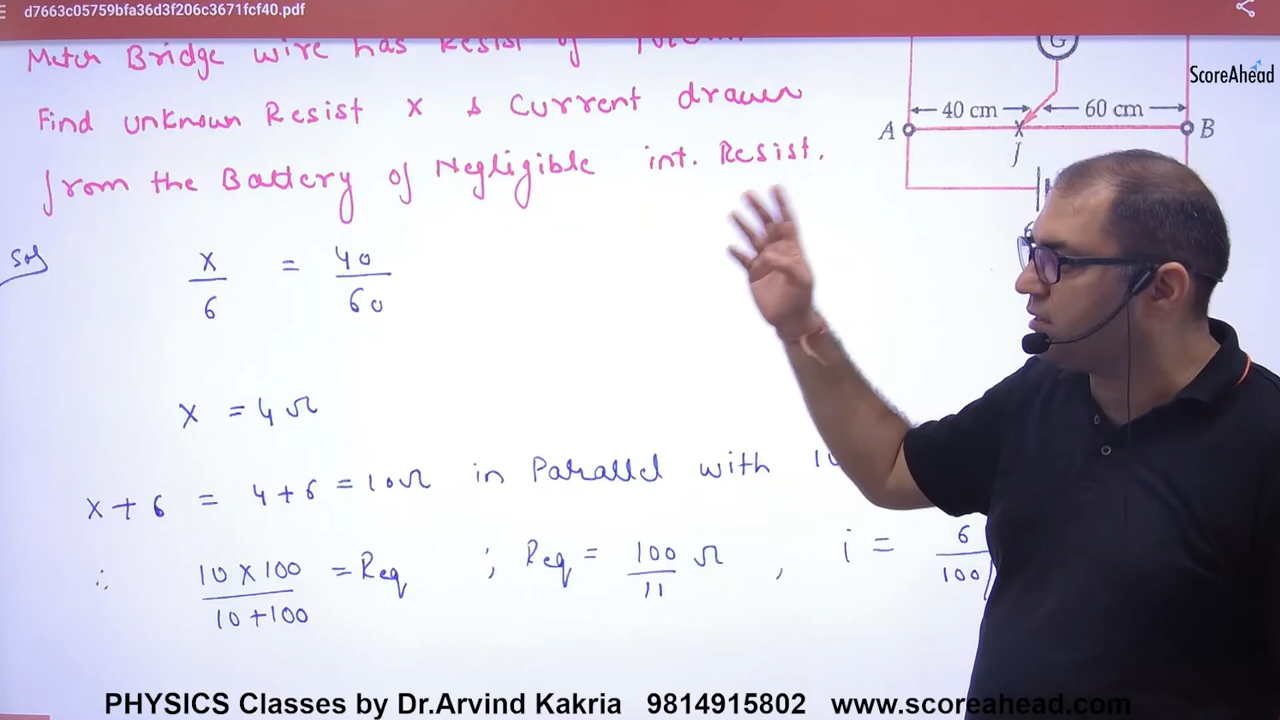 d7663c05759bfa36d3f206c3671fcf40.pdf
Meter Bridge wire has Resist of
ScoreAhead
G
Find unknown Resist X & Current drawn
40 cm 60 cm
A B
J
from the Battery of Negligible int. Resist.
Sol
x/6 = 40/60
x = 4 Ω
x + 6 = 4 + 6 = 10 Ω in Parallel with
∴ 10 × 100 / 10 + 100 = Req ; Req = 100/11 Ω , i = 6/100/
PHYSICS Classes by Dr.Arvind Kakria 9814915802 www.scoreahead.com